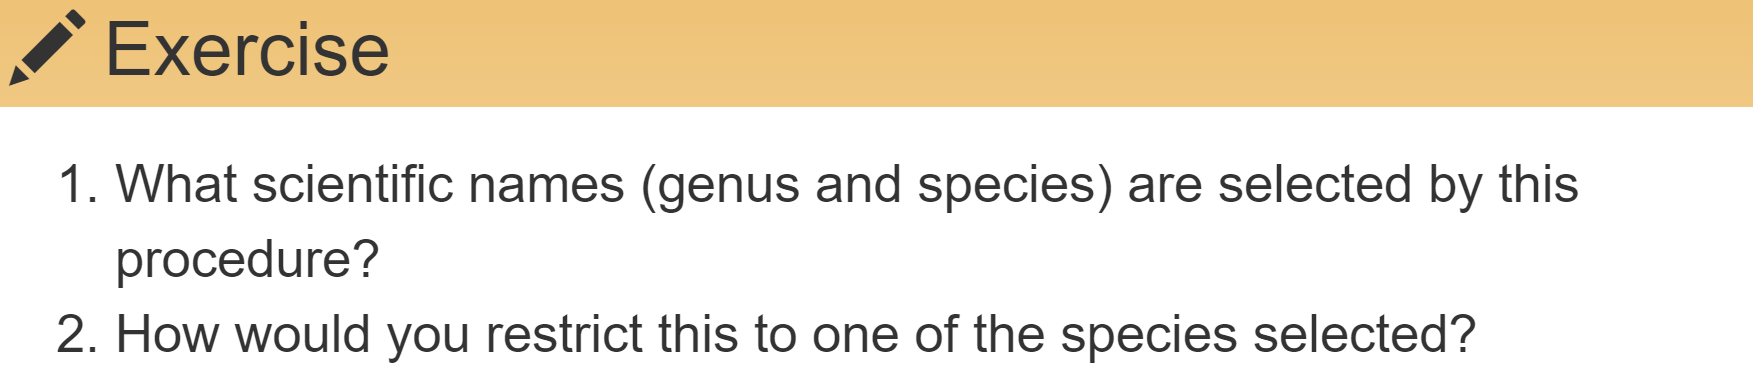 Exercise
1. What scientific names (genus and species) are selected by this
procedure?
2. How would you restrict this to one of the species selected?